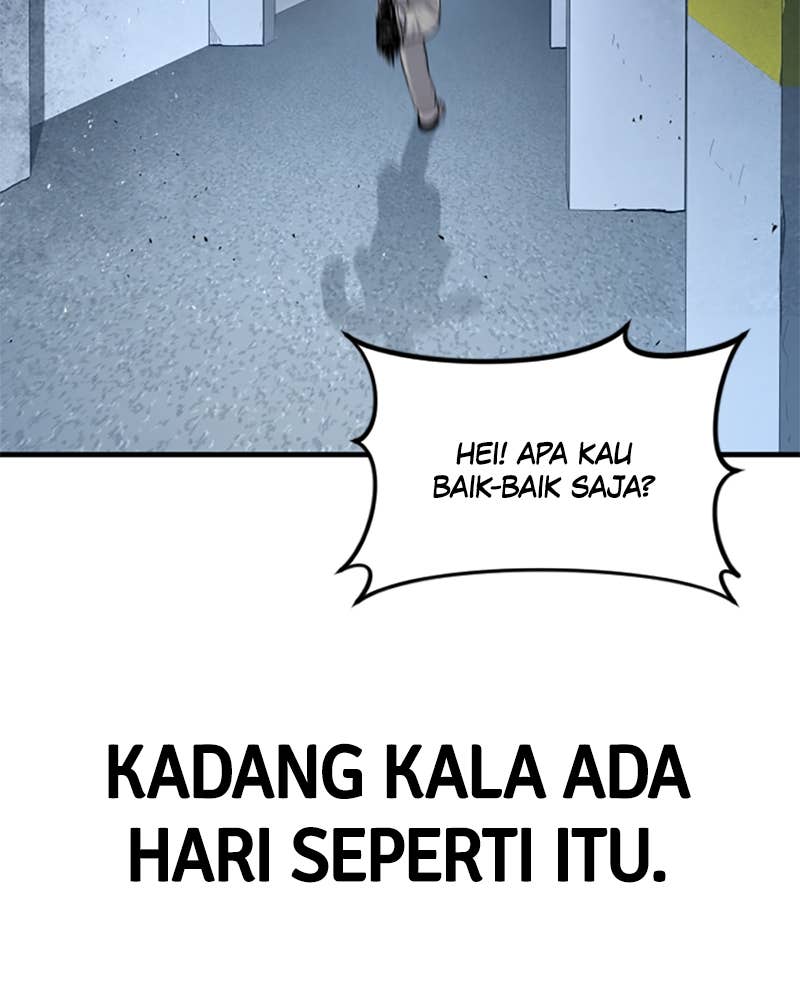 HEI! APA KAU
BAIK-BAIK SAJA?
KADANG KALA ADA
HARI SEPERTI ITU.